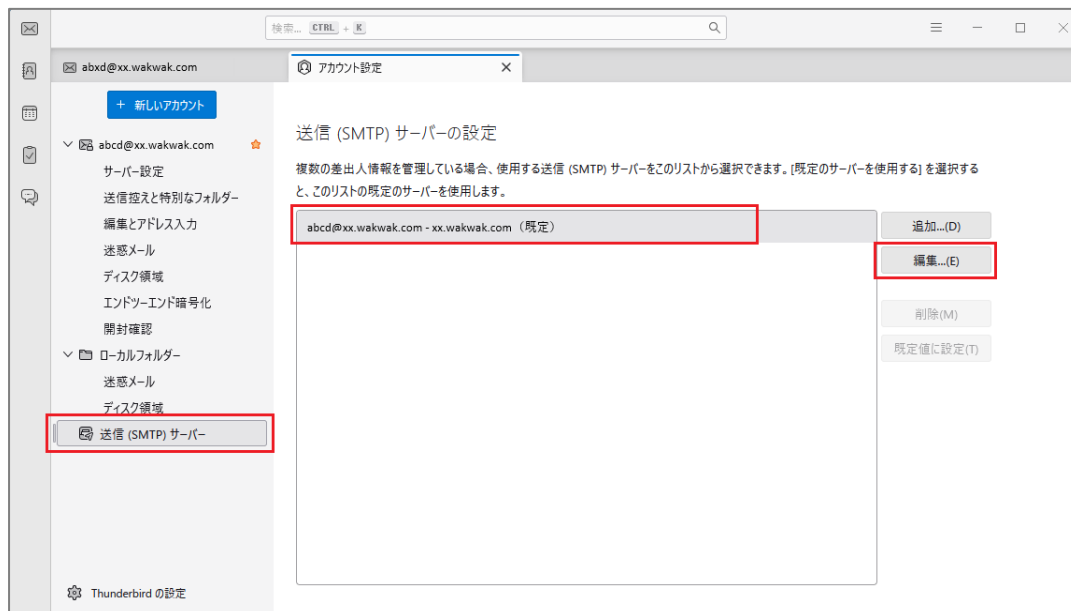 検索... CTRL + K
abxd@xx.wakwak.com
アカウント設定
+ 新しいアカウント
abcd@xx.wakwak.com
サーバー設定
送信控えと特別なフォルダー
編集とアドレス入力
迷惑メール
ディスク領域
エンドツーエンド暗号化
開封確認
ローカルフォルダー
迷惑メール
ディスク領域
送信 (SMTP) サーバー
Thunderbird の設定
送信 (SMTP) サーバーの設定
複数の差出人情報を管理している場合、使用する送信 (SMTP) サーバーをこのリストから選択できます。[既定のサーバーを使用する] を選択する
と、このリストの既定のサーバーを使用します。
abcd@xx.wakwak.com - xx.wakwak.com（既定）
追加...(D)
編集...(E)
削除(M)
既定値に設定(T)